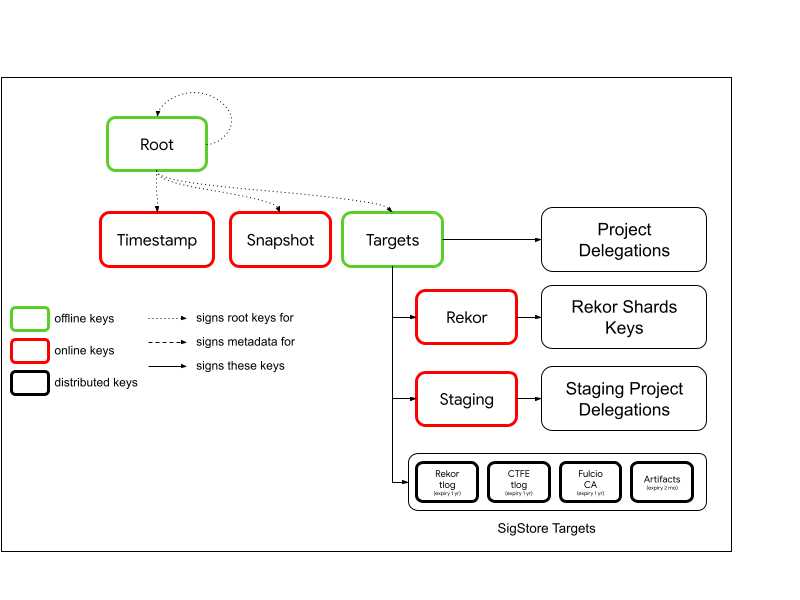 Root
Timestamp
Snapshot
Targets
Project
Delegations
offline keys
online keys
distributed keys
signs root keys for
signs metadata for
signs these keys
Rekor
Rekor Shards
Keys
Staging
Staging Project
Delegations
Rekor
tlog
(expiry 1 yr)
CTFE
tlog
(expiry 1 yr)
Fulcio
CA
(expiry 1 yr)
Artifacts
(expiry 2 mo)
SigStore Targets